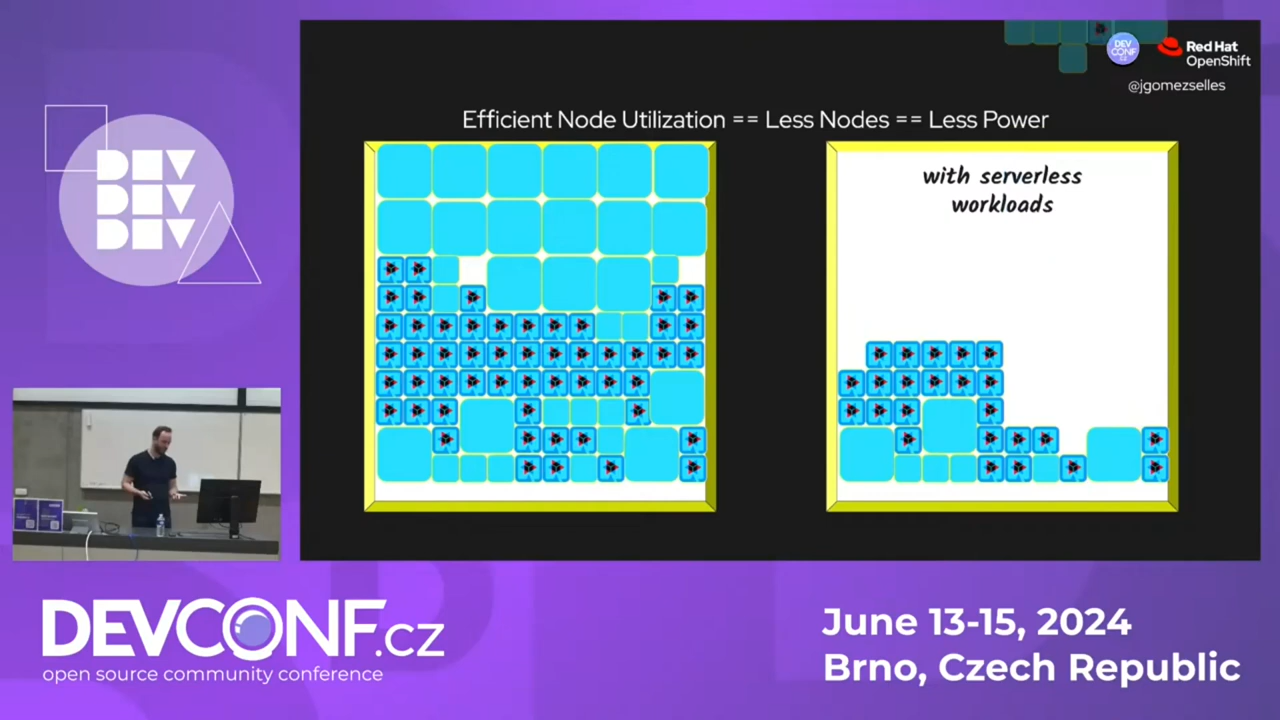 DEV
DEV
DEV
DEV
CONF
Red Hat
OpenShift
@jgomezselles
Efficient Node Utilization == Less Nodes == Less Power
with serverless
workloads
DEVCONF.cz
open source community conference
June 13-15, 2024
Brno, Czech Republic